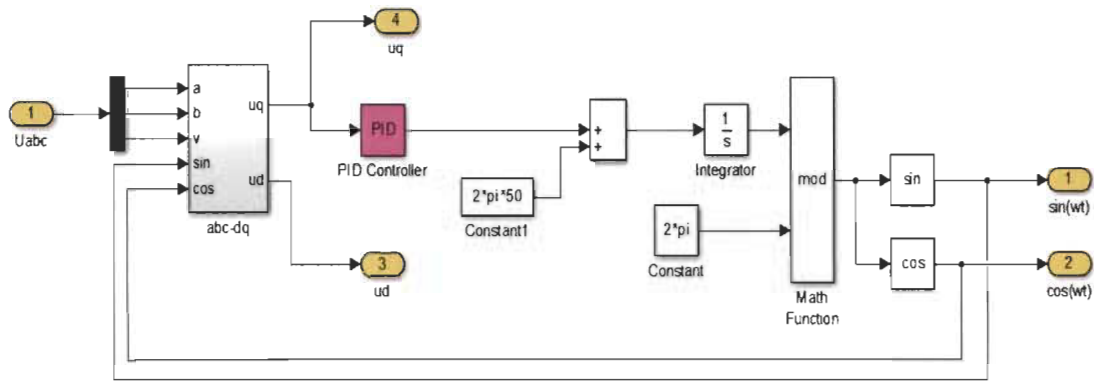 4
uq
1
Uabc
a
b
v
sin
cos
uq
ud
abc-dq
PID
PID Controller
2*pi*50
Constant1
+
+
1
s
Integrator
2*pi
Constant
mod
Math
Function
sin
cos
1
sin(wt)
2
cos(wt)
3
ud